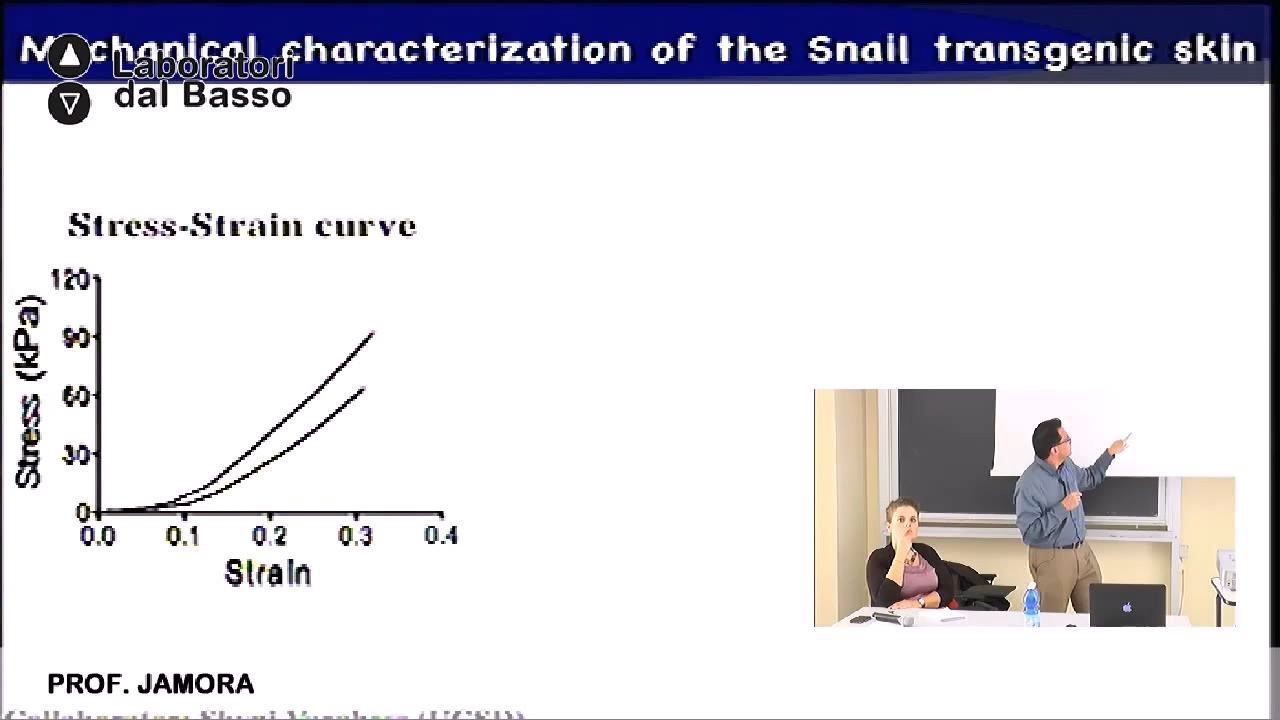 Mechanical characterization of the Snail transgenic skin
Laboratori
dal Basso
Stress-Strain curve
Stress (kPa)
120
90
60
30
0
0.0 0.1 0.2 0.3 0.4
Strain
PROF. JAMORA
(UCSD)